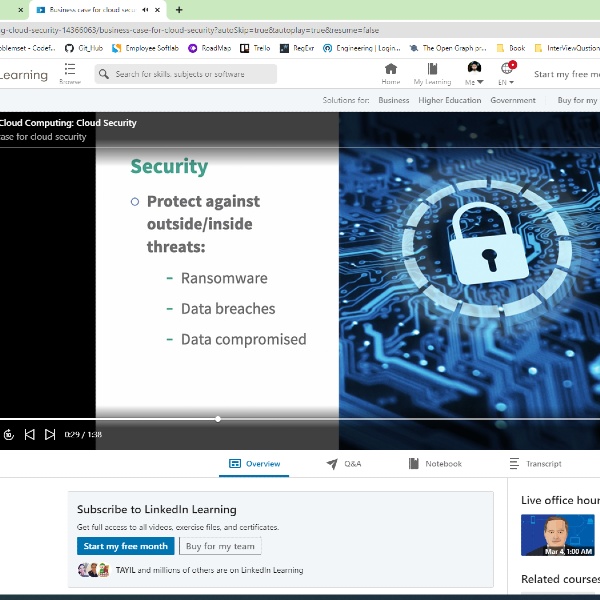 Business case for cloud secur
g-cloud-security-14366063/business-case-for-cloud-security?autoSkip=true&autoplay=true&resume=false
oblemset - Codef...
Git_Hub
Employee Softlab
RoadMap
Trello
RegExr
Engineering | Login...
The Open Graph pr...
Book
InterViewQustion
Learning
Browse
Search for skills, subjects or software
Home
My Learning
Me
EN
Start my free mo
Solutions for:
Business
Higher Education
Government
Buy for my
Cloud Computing: Cloud Security
case for cloud security
Security
Protect against
outside/inside
threats:
- Ransomware
- Data breaches
- Data compromised
0:29 / 1:38
Overview
Q&A
Notebook
Transcript
Subscribe to LinkedIn Learning
Get full access to all videos, exercise files, and certificates.
Start my free month
Buy for my team
TAYIL and millions of others are on LinkedIn Learning
Live office hour
Mar 4, 1:00 AM
Related courses